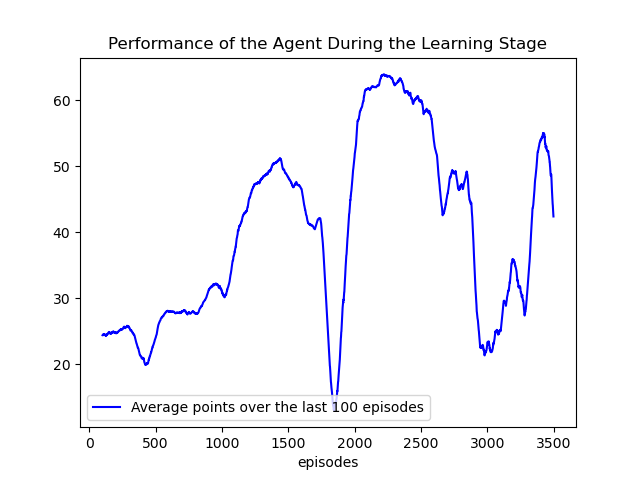 Performance of the Agent During the Learning Stage
60
50
40
30
20
Average points over the last 100 episodes
0 500 1000 1500 2000 2500 3000 3500
episodes